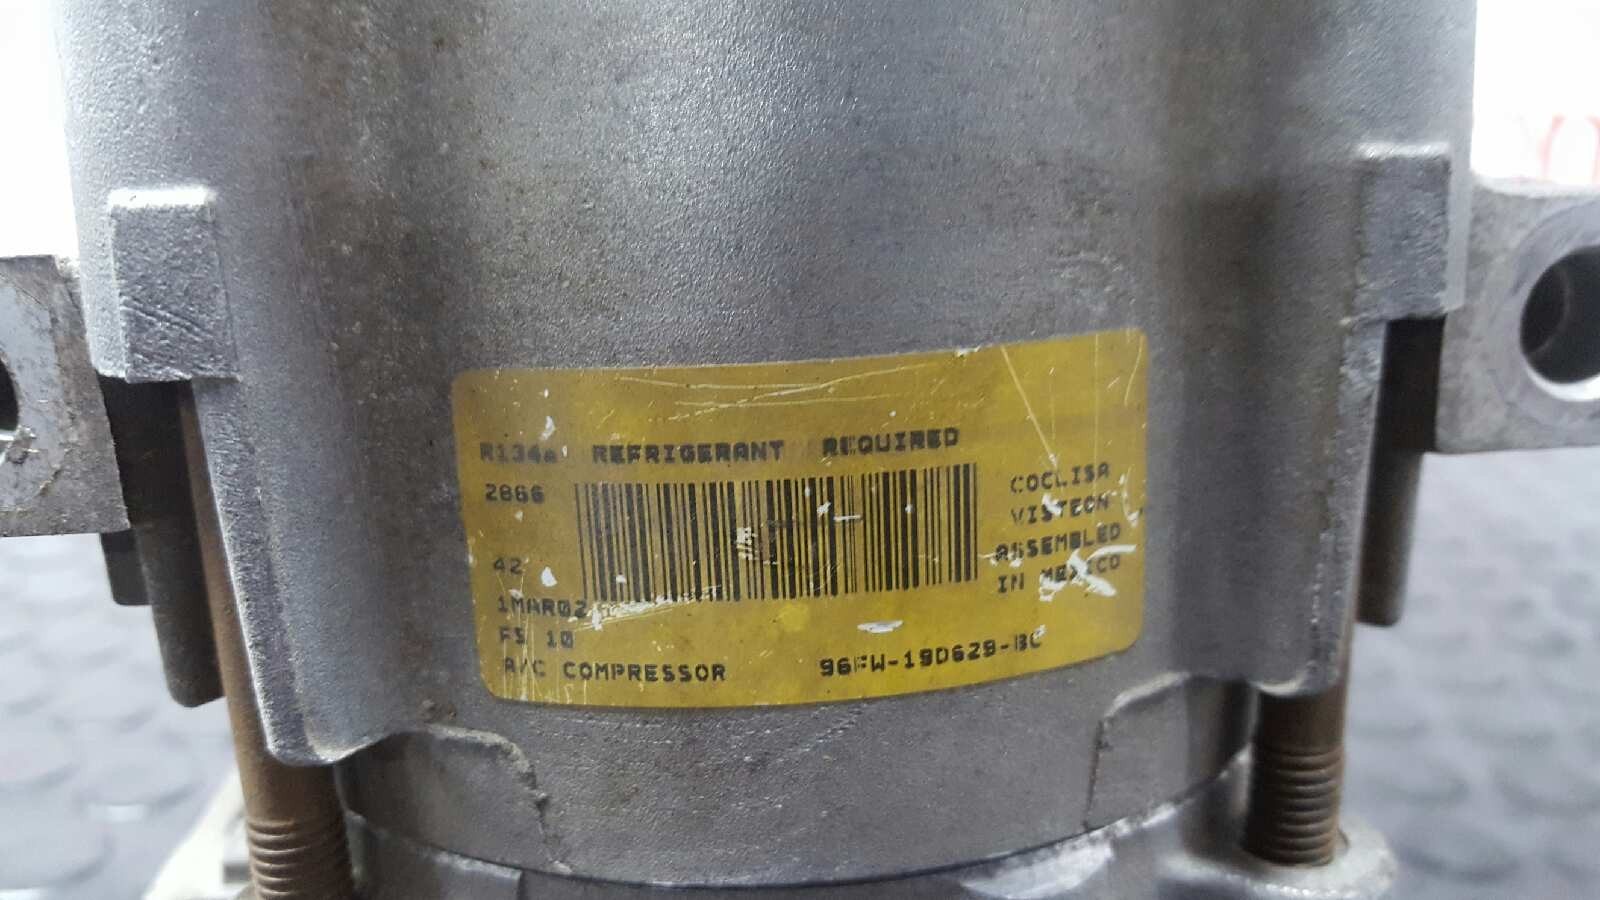 R134a REFRIGERANT REQUIRED
2866
COCLISA
VISTEON
42
ASSEMBLED
IN MEXICO
1MAR02
FS 10
A/C COMPRESSOR 96FW-19D629-BC